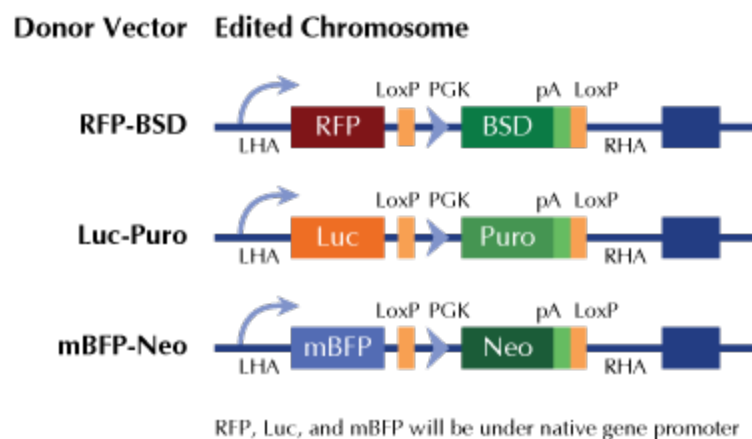 Donor Vector Edited Chromosome
LoxP PGK pA LoxP
RFP-BSD RFP BSD
LHA RHA
LoxP PGK pA LoxP
Luc-Puro Luc Puro
LHA RHA
LoxP PGK pA LoxP
mBFP-Neo mBFP Neo
LHA RHA
RFP, Luc, and mBFP will be under native gene promoter